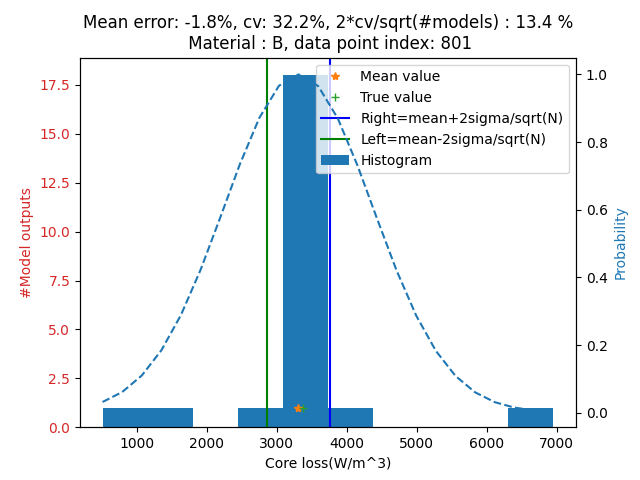 Mean error: -1.8%, cv: 32.2%, 2*cv/sqrt(#models) : 13.4 %
Material : B, data point index: 801
17.5
15.0
12.5
10.0
7.5
5.0
2.5
0.0
#Model outputs
1.0
0.8
0.6
0.4
0.2
0.0
Probability
Mean value
True value
Right=mean+2sigma/sqrt(N)
Left=mean-2sigma/sqrt(N)
Histogram
1000
2000
3000
4000
5000
6000
7000
Core loss(W/m^3)